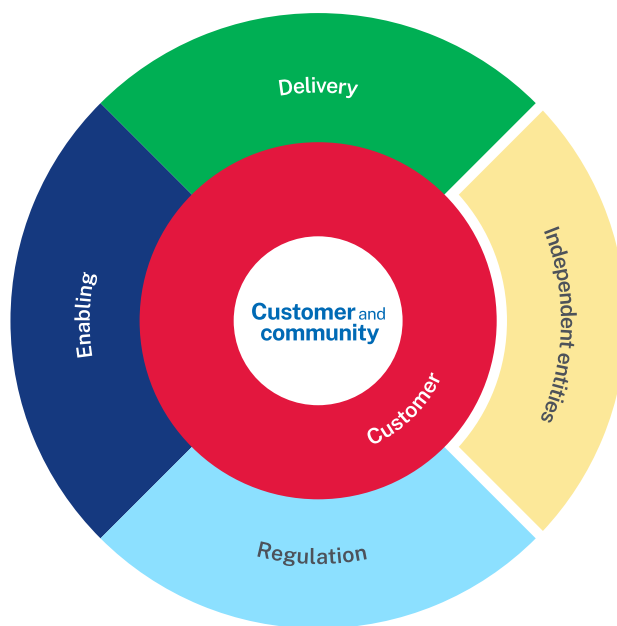 Delivery
Enabling
Customer and
community
Customer
Independent entities
Regulation